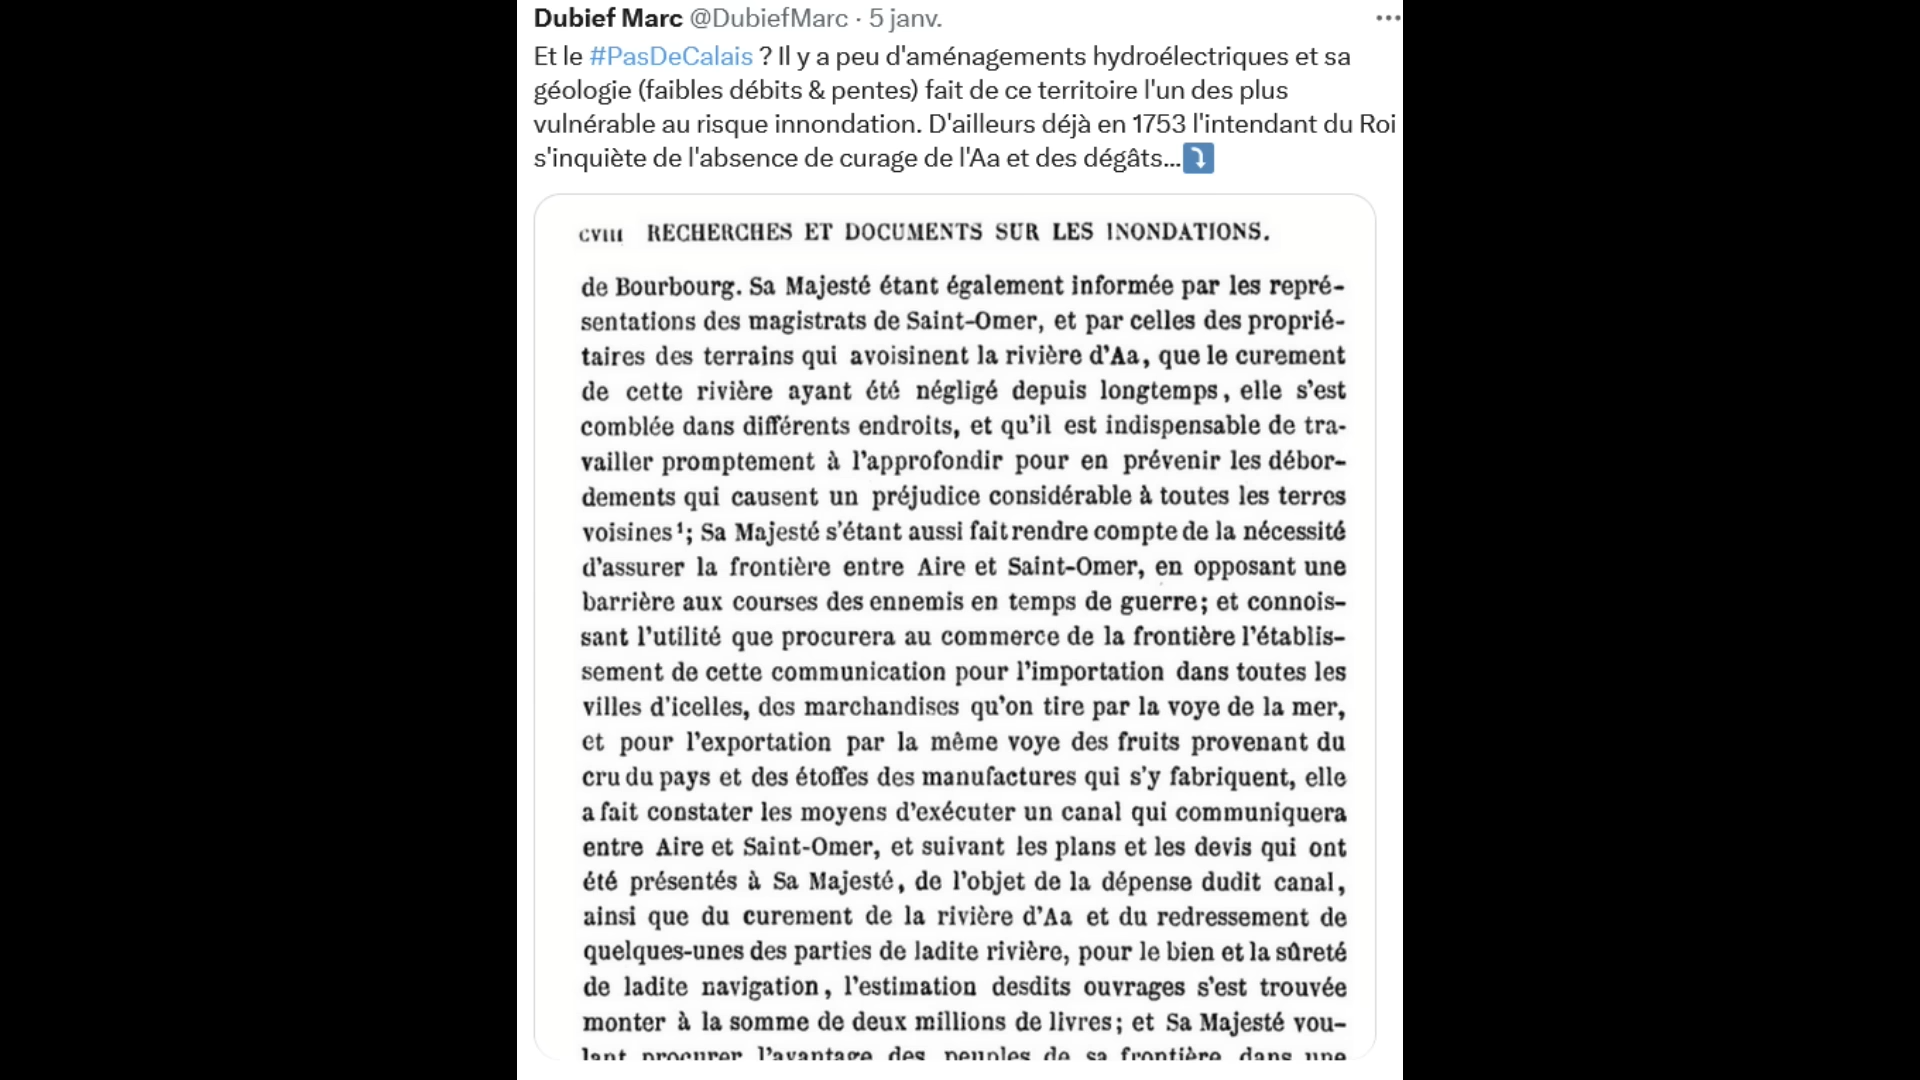 Dubief Marc @DubiefMarc · 5 janv.
Et le #PasDeCalais ? Il y a peu d'aménagements hydroélectriques et sa
géologie (faibles débits & pentes) fait de ce territoire l'un des plus
vulnérable au risque innondation. D'ailleurs déjà en 1753 l'intendant du Roi
s'inquiète de l'absence de curage de l'Aa et des dégâts...⤵️
CVIII RECHERCHES ET DOCUMENTS SUR LES INONDATIONS.
de Bourbourg. Sa Majesté étant également informée par les repré-
sentations des magistrats de Saint-Omer, et par celles des proprié-
taires des terrains qui avoisinent la rivière d'Aa, que le curement
de cette rivière ayant été négligé depuis longtemps, elle s'est
comblée dans différents endroits, et qu'il est indispensable de tra-
vailler promptement à l'approfondir pour en prévenir les débor-
dements qui causent un préjudice considérable à toutes les terres
voisines¹; Sa Majesté s'étant aussi fait rendre compte de la nécessité
d'assurer la frontière entre Aire et Saint-Omer, en opposant une
barrière aux courses des ennemis en temps de guerre; et connois-
sant l'utilité que procurera au commerce de la frontière l'établis-
sement de cette communication pour l'importation dans toutes les
villes d'icelles, des marchandises qu'on tire par la voye de la mer,
et pour l'exportation par la même voye des fruits provenant du
cru du pays et des étoffes des manufactures qui s'y fabriquent, elle
a fait constater les moyens d'exécuter un canal qui communiquera
entre Aire et Saint-Omer, et suivant les plans et les devis qui ont
été présentés à Sa Majesté, de l'objet de la dépense dudit canal,
ainsi que du curement de la rivière d'Aa et du redressement de
quelques-unes des parties de ladite rivière, pour le bien et la sûreté
de ladite navigation, l'estimation desdits ouvrages s'est trouvée
monter à la somme de deux millions de livres; et Sa Majesté vou-
lant procurer l'avantage des peuples de sa frontière dans une